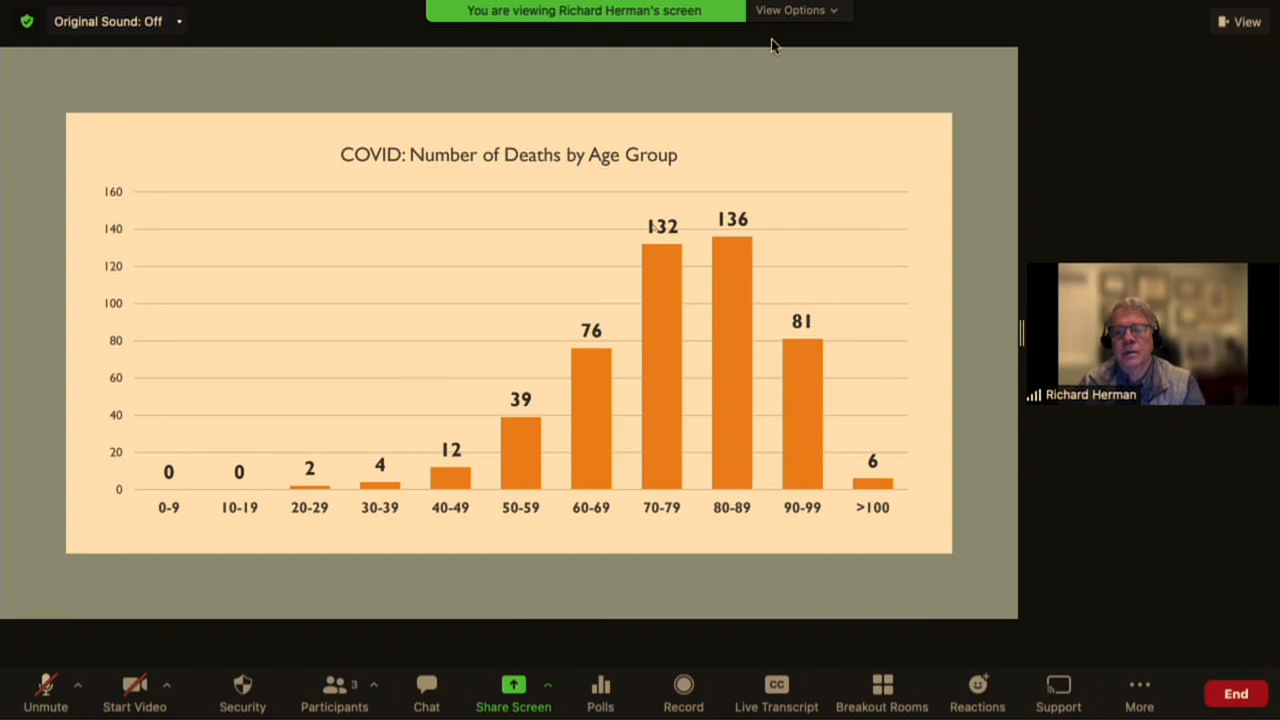 Original Sound: Off
You are viewing Richard Herman's screen
View Options
View
COVID: Number of Deaths by Age Group
160
140
120
100
80
60
40
20
0
0
0
2
4
12
39
76
132
136
81
6
0-9
10-19
20-29
30-39
40-49
50-59
60-69
70-79
80-89
90-99
>100
Richard Herman
Unmute
Start Video
Security
Participants
3
Chat
Share Screen
Polls
Record
CC
Live Transcript
Breakout Rooms
Reactions
Support
More
End